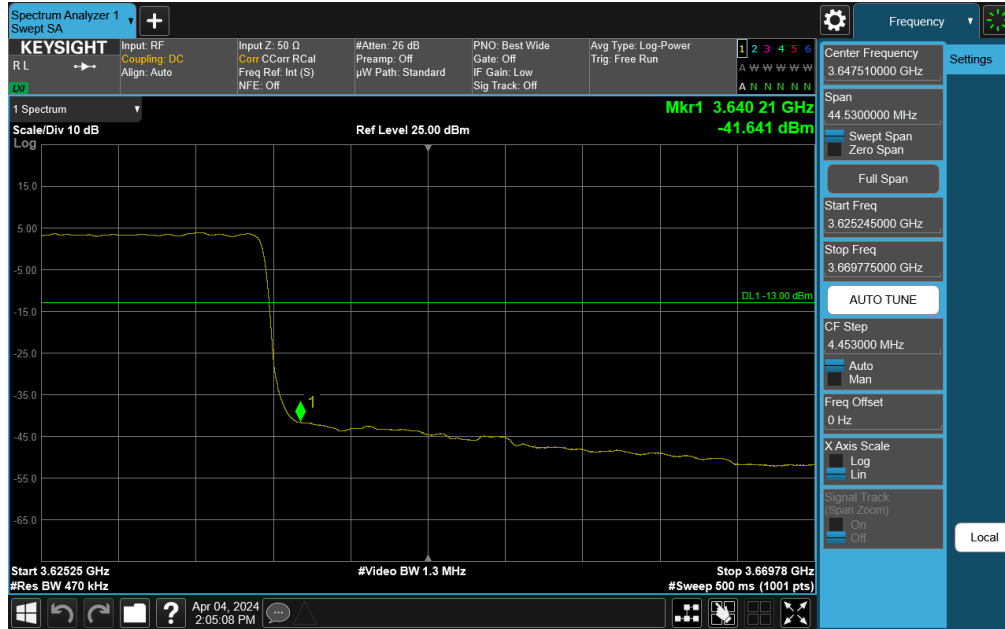 Spectrum Analyzer 1
Swept SA
+
Frequency
KEYSIGHT
R L
LXI
Input: RF
Coupling: DC
Align: Auto
Input Z: 50 Ω
Corr CCorr RCal
Freq Ref: Int (S)
NFE: Off
#Atten: 26 dB
Preamp: Off
µW Path: Standard
PNO: Best Wide
Gate: Off
IF Gain: Low
Sig Track: Off
Avg Type: Log-Power
Trig: Free Run
1 2 3 4 5 6
A W W W W W
A N N N N N
1 Spectrum
Scale/Div 10 dB
Log
Ref Level 25.00 dBm
Mkr1 3.640 21 GHz
-41.641 dBm
15.0
5.00
-5.00
-15.0
-25.0
-35.0
-45.0
-55.0
-65.0
DL1 -13.00 dBm
1
Start 3.62525 GHz
#Res BW 470 kHz
#Video BW 1.3 MHz
Stop 3.66978 GHz
#Sweep 500 ms (1001 pts)
?
Apr 04, 2024
2:05:08 PM
Center Frequency
3.647510000 GHz
Span
44.5300000 MHz
Swept Span
Zero Span
Full Span
Start Freq
3.625245000 GHz
Stop Freq
3.669775000 GHz
AUTO TUNE
CF Step
4.453000 MHz
Auto
Man
Freq Offset
0 Hz
X Axis Scale
Log
Lin
Signal Track
(Span Zoom)
On
Off
Settings
Local